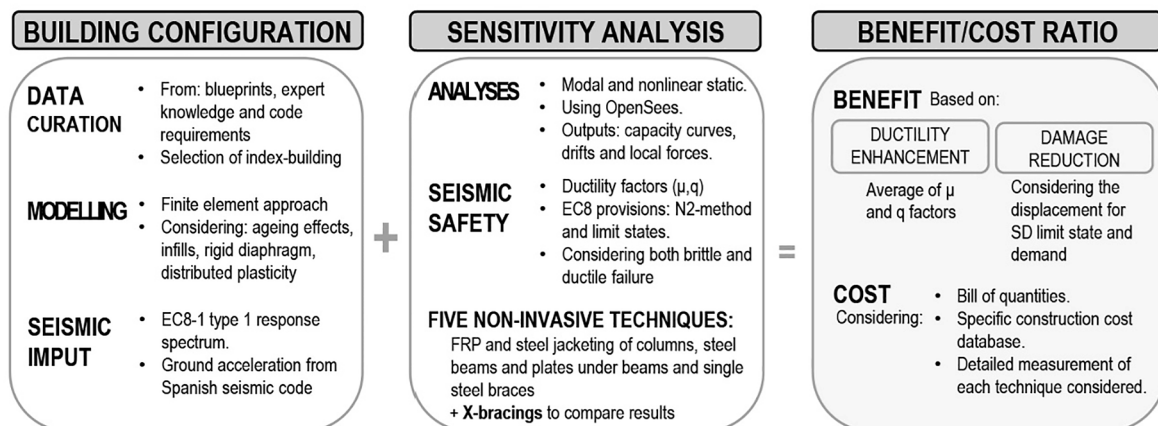 BUILDING CONFIGURATION
DATA
CURATION
• From: blueprints, expert
knowledge and code
requirements
• Selection of index-building
MODELLING
• Finite element approach
• Considering: ageing effects,
infills, rigid diaphragm,
distributed plasticity
SEISMIC
IMPUT
• EC8-1 type 1 response
spectrum.
• Ground acceleration from
Spanish seismic code
+
SENSITIVITY ANALYSIS
ANALYSES
• Modal and nonlinear static.
• Using OpenSees.
• Outputs: capacity curves,
drifts and local forces.
SEISMIC
SAFETY
• Ductility factors (μ,q)
• EC8 provisions: N2-method
and limit states.
• Considering both brittle and
ductile failure
FIVE NON-INVASIVE TECHNIQUES:
FRP and steel jacketing of columns, steel
beams and plates under beams and single
steel braces
+ X-bracings to compare results
=
BENEFIT/COST RATIO
BENEFIT Based on:
DUCTILITY
ENHANCEMENT
Average of μ
and q factors
DAMAGE
REDUCTION
Considering the
displacement for
SD limit state and
demand
COST
Considering:
• Bill of quantities.
• Specific construction cost
database.
• Detailed measurement of
each technique considered.